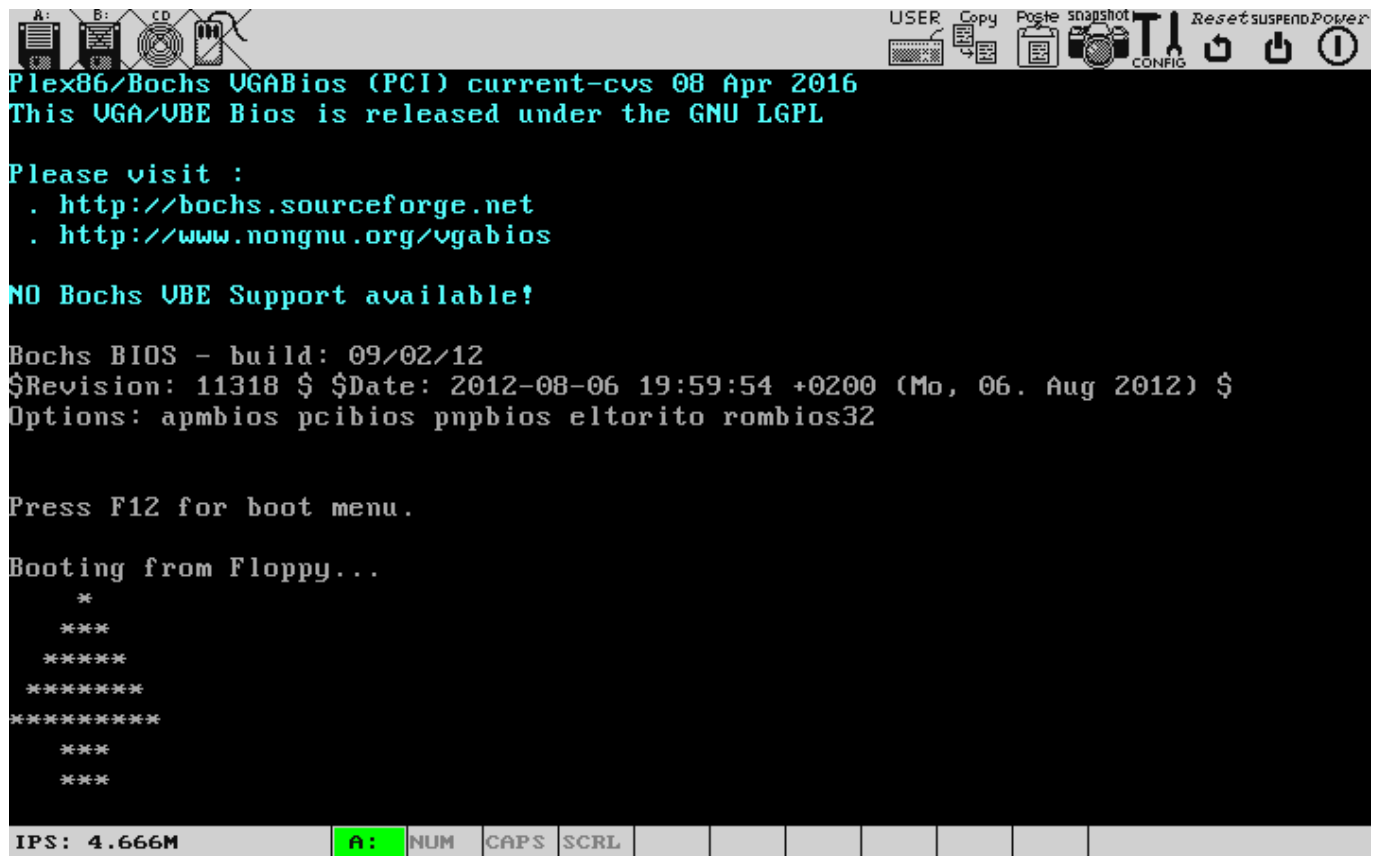 A: B: CD USER Copy Paste snapshot CONFIG Reset SUSPEND Power
Plex86/Bochs VGABios (PCI) current-cvs 08 Apr 2016
This VGA/VBE Bios is released under the GNU LGPL
Please visit :
 . http://bochs.sourceforge.net
 . http://www.nongnu.org/vgabios
NO Bochs VBE Support available!
Bochs BIOS - build: 09/02/12
$Revision: 11318 $ $Date: 2012-08-06 19:59:54 +0200 (Mo, 06. Aug 2012) $
Options: apmbios pcibios pnpbios eltorito rombios32
Press F12 for boot menu.
Booting from Floppy...
    *
   ***
  *****
 *******
*********
   ***
   ***
IPS: 4.666M A: NUM CAPS SCRL